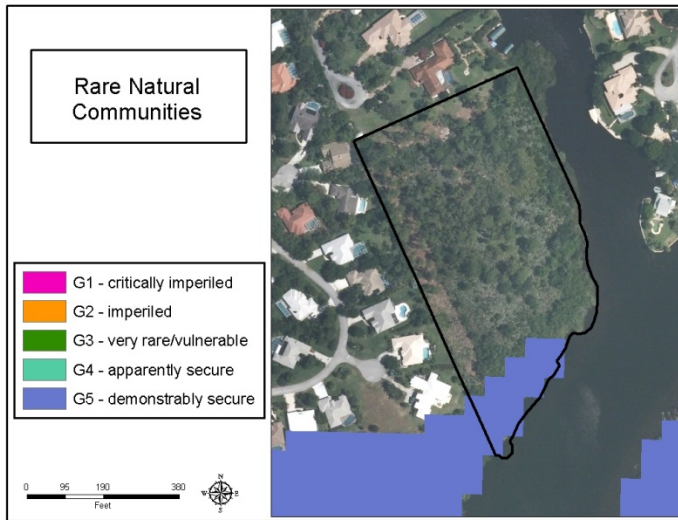 Rare Natural
Communities
G1 - critically imperiled
G2 - imperiled
G3 - very rare/vulnerable
G4 - apparently secure
G5 - demonstrably secure
0 95 190 380
Feet
N
W E
S